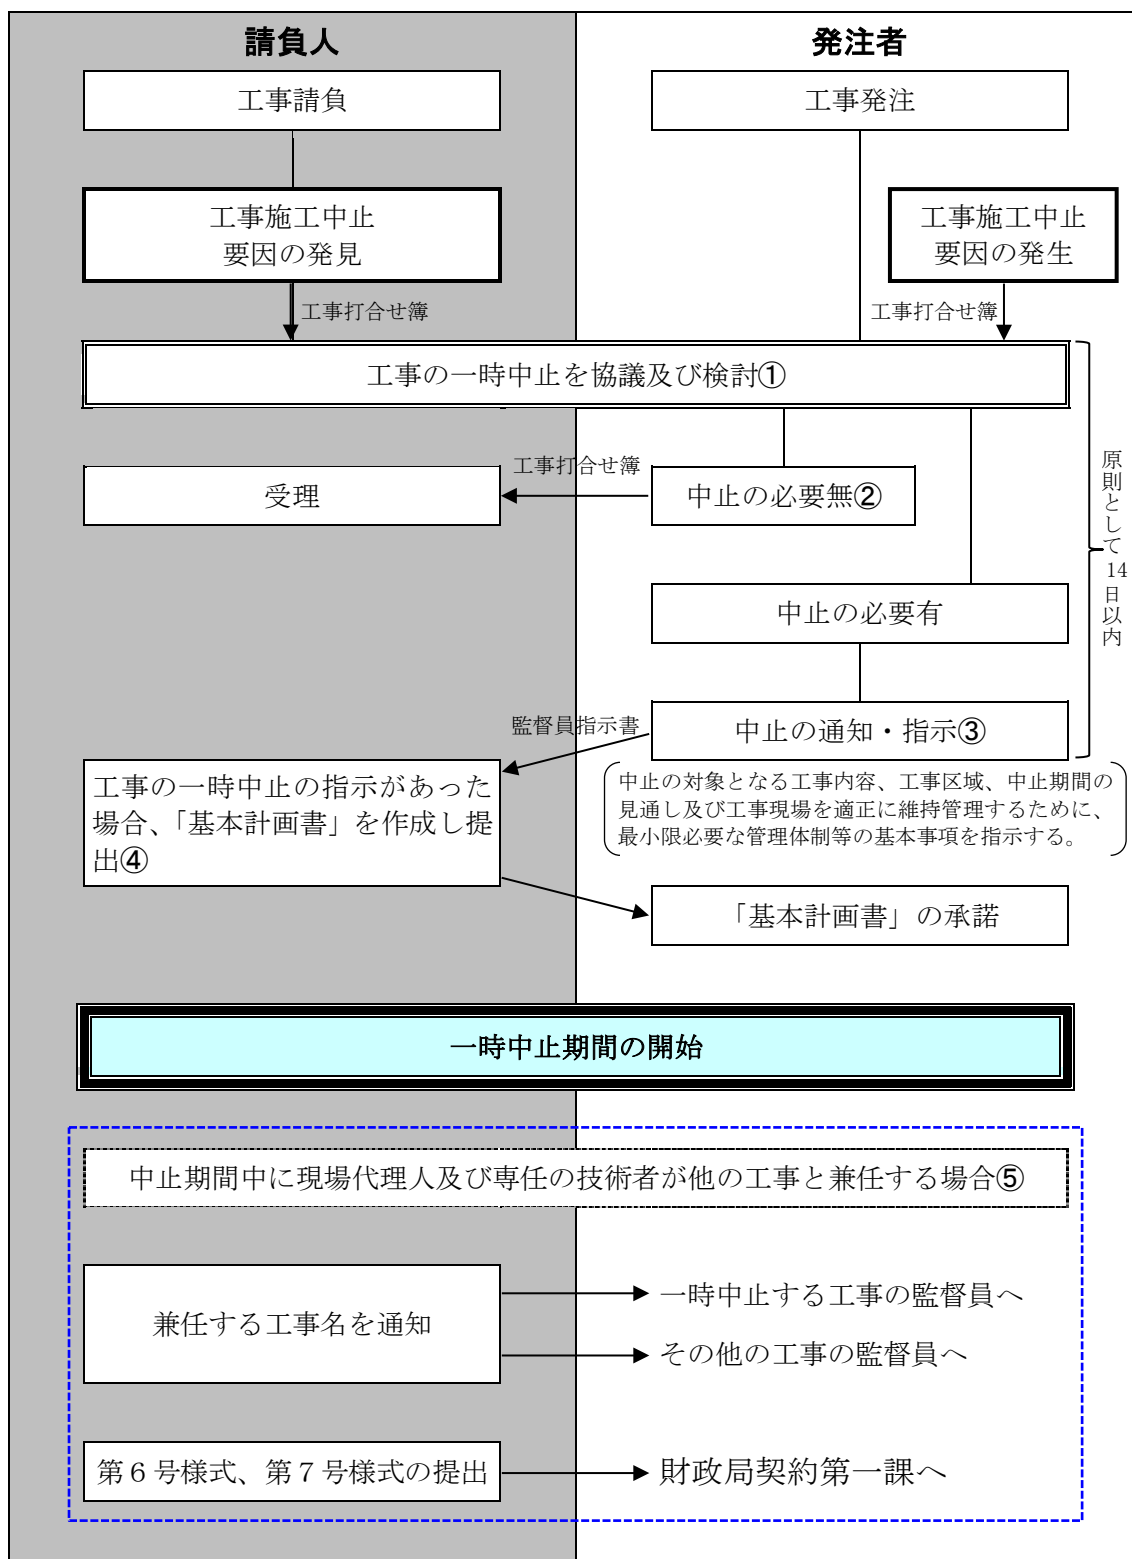 請負人
発注者
工事請負
工事発注
工事施工中止
要因の発見
工事施工中止
要因の発生
工事打合せ簿
工事打合せ簿
工事の一時中止を協議及び検討①
原則として14日以内
工事打合せ簿
受理
中止の必要無②
中止の必要有
監督員指示書
中止の通知・指示③
中止の対象となる工事内容、工事区域、中止期間の
見通し及び工事現場を適正に維持管理するために、
最小限必要な管理体制等の基本事項を指示する。
工事の一時中止の指示があった
場合、「基本計画書」を作成し提
出④
「基本計画書」の承諾
一時中止期間の開始
中止期間中に現場代理人及び専任の技術者が他の工事と兼任する場合⑤
兼任する工事名を通知
一時中止する工事の監督員へ
その他の工事の監督員へ
第６号様式、第７号様式の提出
財政局契約第一課へ